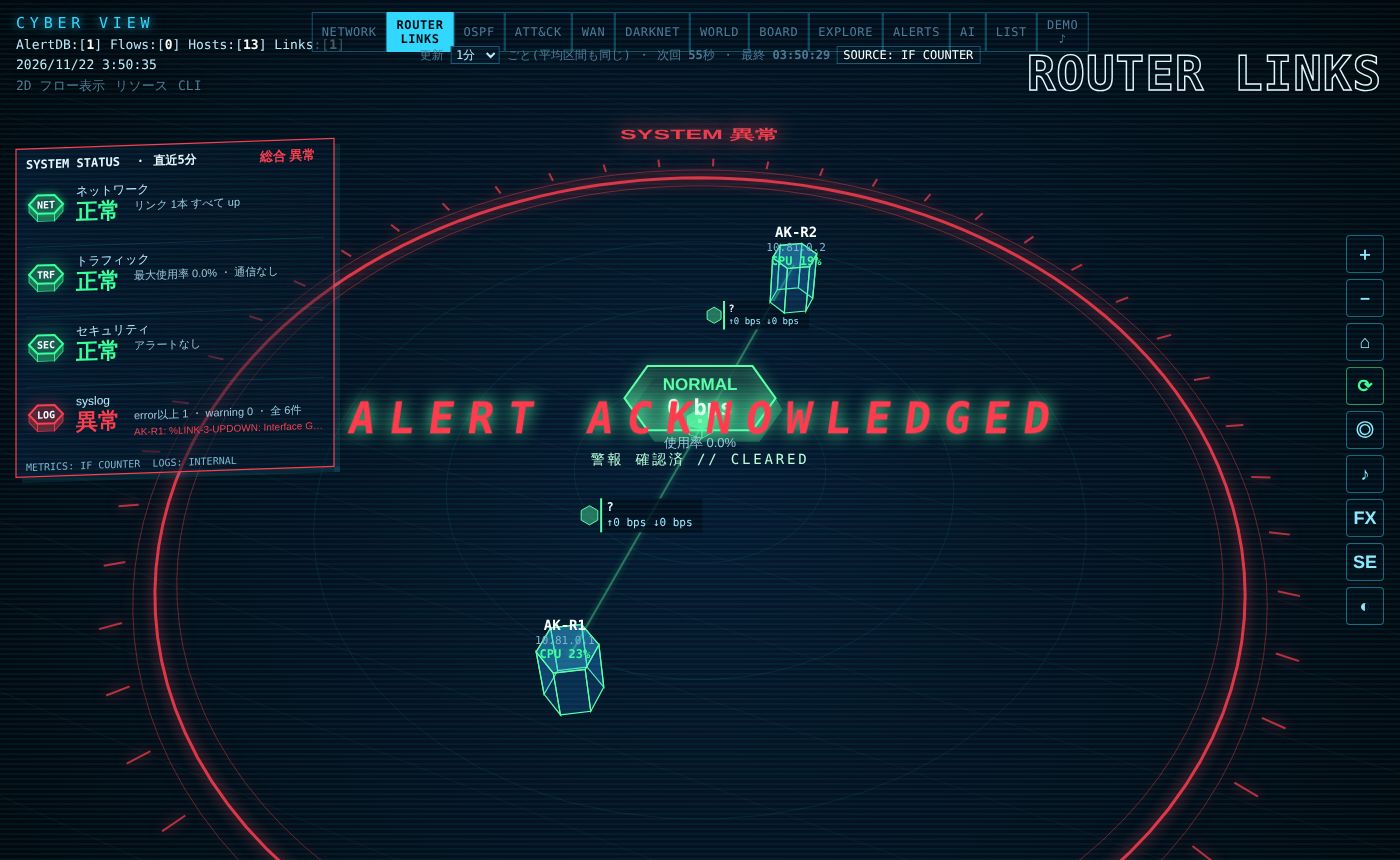 CYBER VIEW
AlertDB:[1] Flows:[0] Hosts:[13] Links:[1]
2026/11/22 3:50:35
2D フロー表示 リソース CLI
NETWORK
ROUTER LINKS
OSPF
ATT&CK
WAN
DARKNET
WORLD
BOARD
EXPLORE
ALERTS
AI
LIST
DEMO ♪
更新 1分 ごと(平均区間も同じ) · 次回 55秒 · 最終 03:50:29 SOURCE: IF COUNTER
ROUTER LINKS
SYSTEM 異常
SYSTEM STATUS · 直近5分 総合 異常
NET
ネットワーク
正常
リンク 1本 すべて up
TRF
トラフィック
正常
最大使用率 0.0% · 通信なし
SEC
セキュリティ
正常
アラートなし
LOG
syslog
異常
error以上 1 · warning 0 · 全 6件
AK-R1: %LINK-3-UPDOWN: Interface G…
METRICS: IF COUNTER LOGS: INTERNAL
AK-R2
10.81.0.2
CPU 19%
?
↑0 bps ↓0 bps
NORMAL
0 bps
ALERT ACKNOWLEDGED
使用率 0.0%
警報 確認済 // CLEARED
?
↑0 bps ↓0 bps
AK-R1
10.81.0.1
CPU 23%
+
−
⌂
⟳
◎
♪
FX
SE
◐